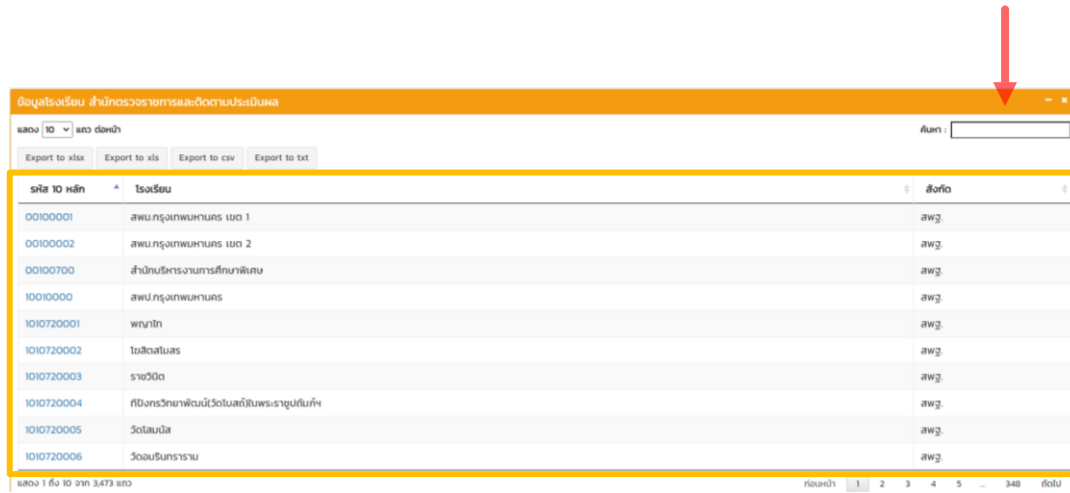 ข้อมูลโรงเรียน สำนักตรวจราชการและติดตามประเมินผล
แสดง 10 แถว ต่อหน้า ค้นหา :
Export to xlsx Export to xls Export to csv Export to txt
รหัส 10 หลัก โรงเรียน สังกัด
00100001 สพม.กรุงเทพมหานคร เขต 1 สพฐ.
00100002 สพม.กรุงเทพมหานคร เขต 2 สพฐ.
00100700 สำนักบริหารงานการศึกษาพิเศษ สพฐ.
10010000 สพป.กรุงเทพมหานคร สพฐ.
1010720001 พญาไท สพฐ.
1010720002 โฆสิตสโมสร สพฐ.
1010720003 ราชวินิต สพฐ.
1010720004 ทีปังกรวิทยาพัฒน์(วัดโบสถ์)ในพระราชูปถัมภ์ฯ สพฐ.
1010720005 วัดโสมนัส สพฐ.
1010720006 วัดอมรินทราราม สพฐ.
แสดง 1 ถึง 10 จาก 3,473 แถว ก่อนหน้า 1 2 3 4 5 … 348 ถัดไป